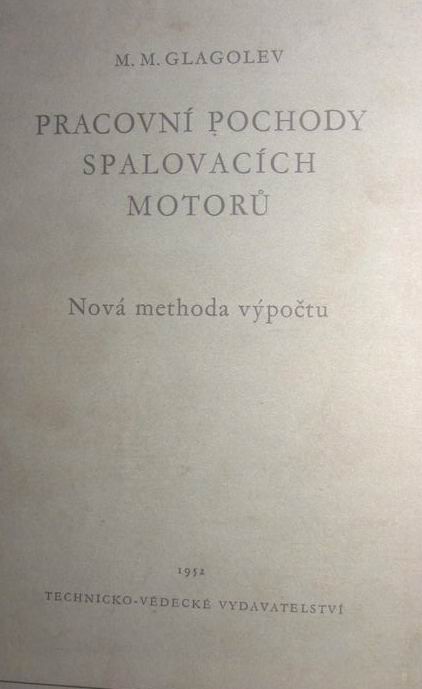 M. M. GLAGOLEV
PRACOVNÍ POCHODY
SPALOVACÍCH
MOTORŮ
Nová methoda výpočtu
1952
TECHNICKO-VĚDECKÉ VYDAVATELSTVÍ